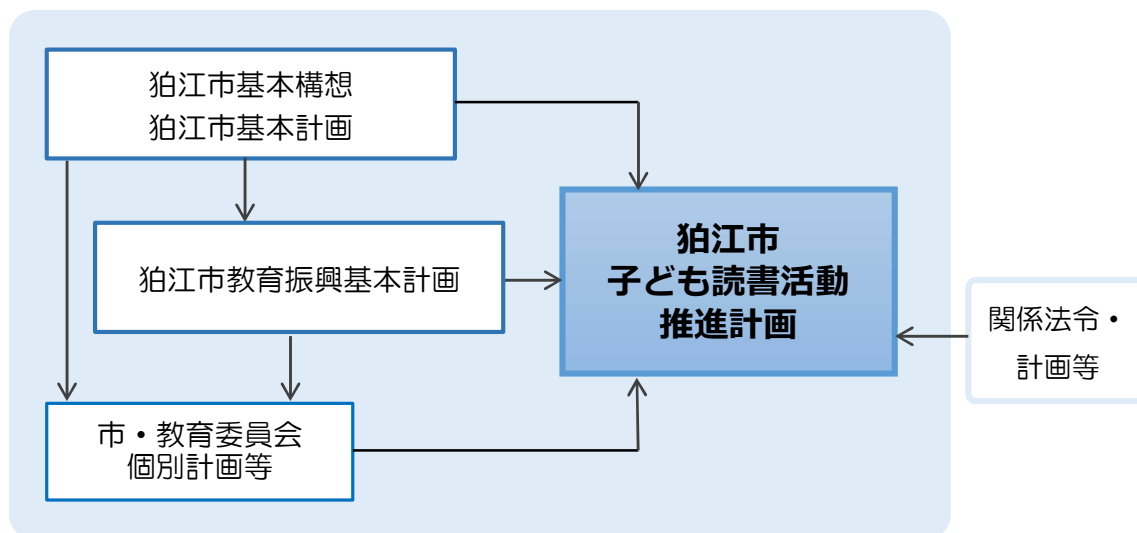 狛江市基本構想
狛江市基本計画
狛江市教育振興基本計画
市・教育委員会
個別計画等
狛江市
子ども読書活動
推進計画
関係法令・
計画等